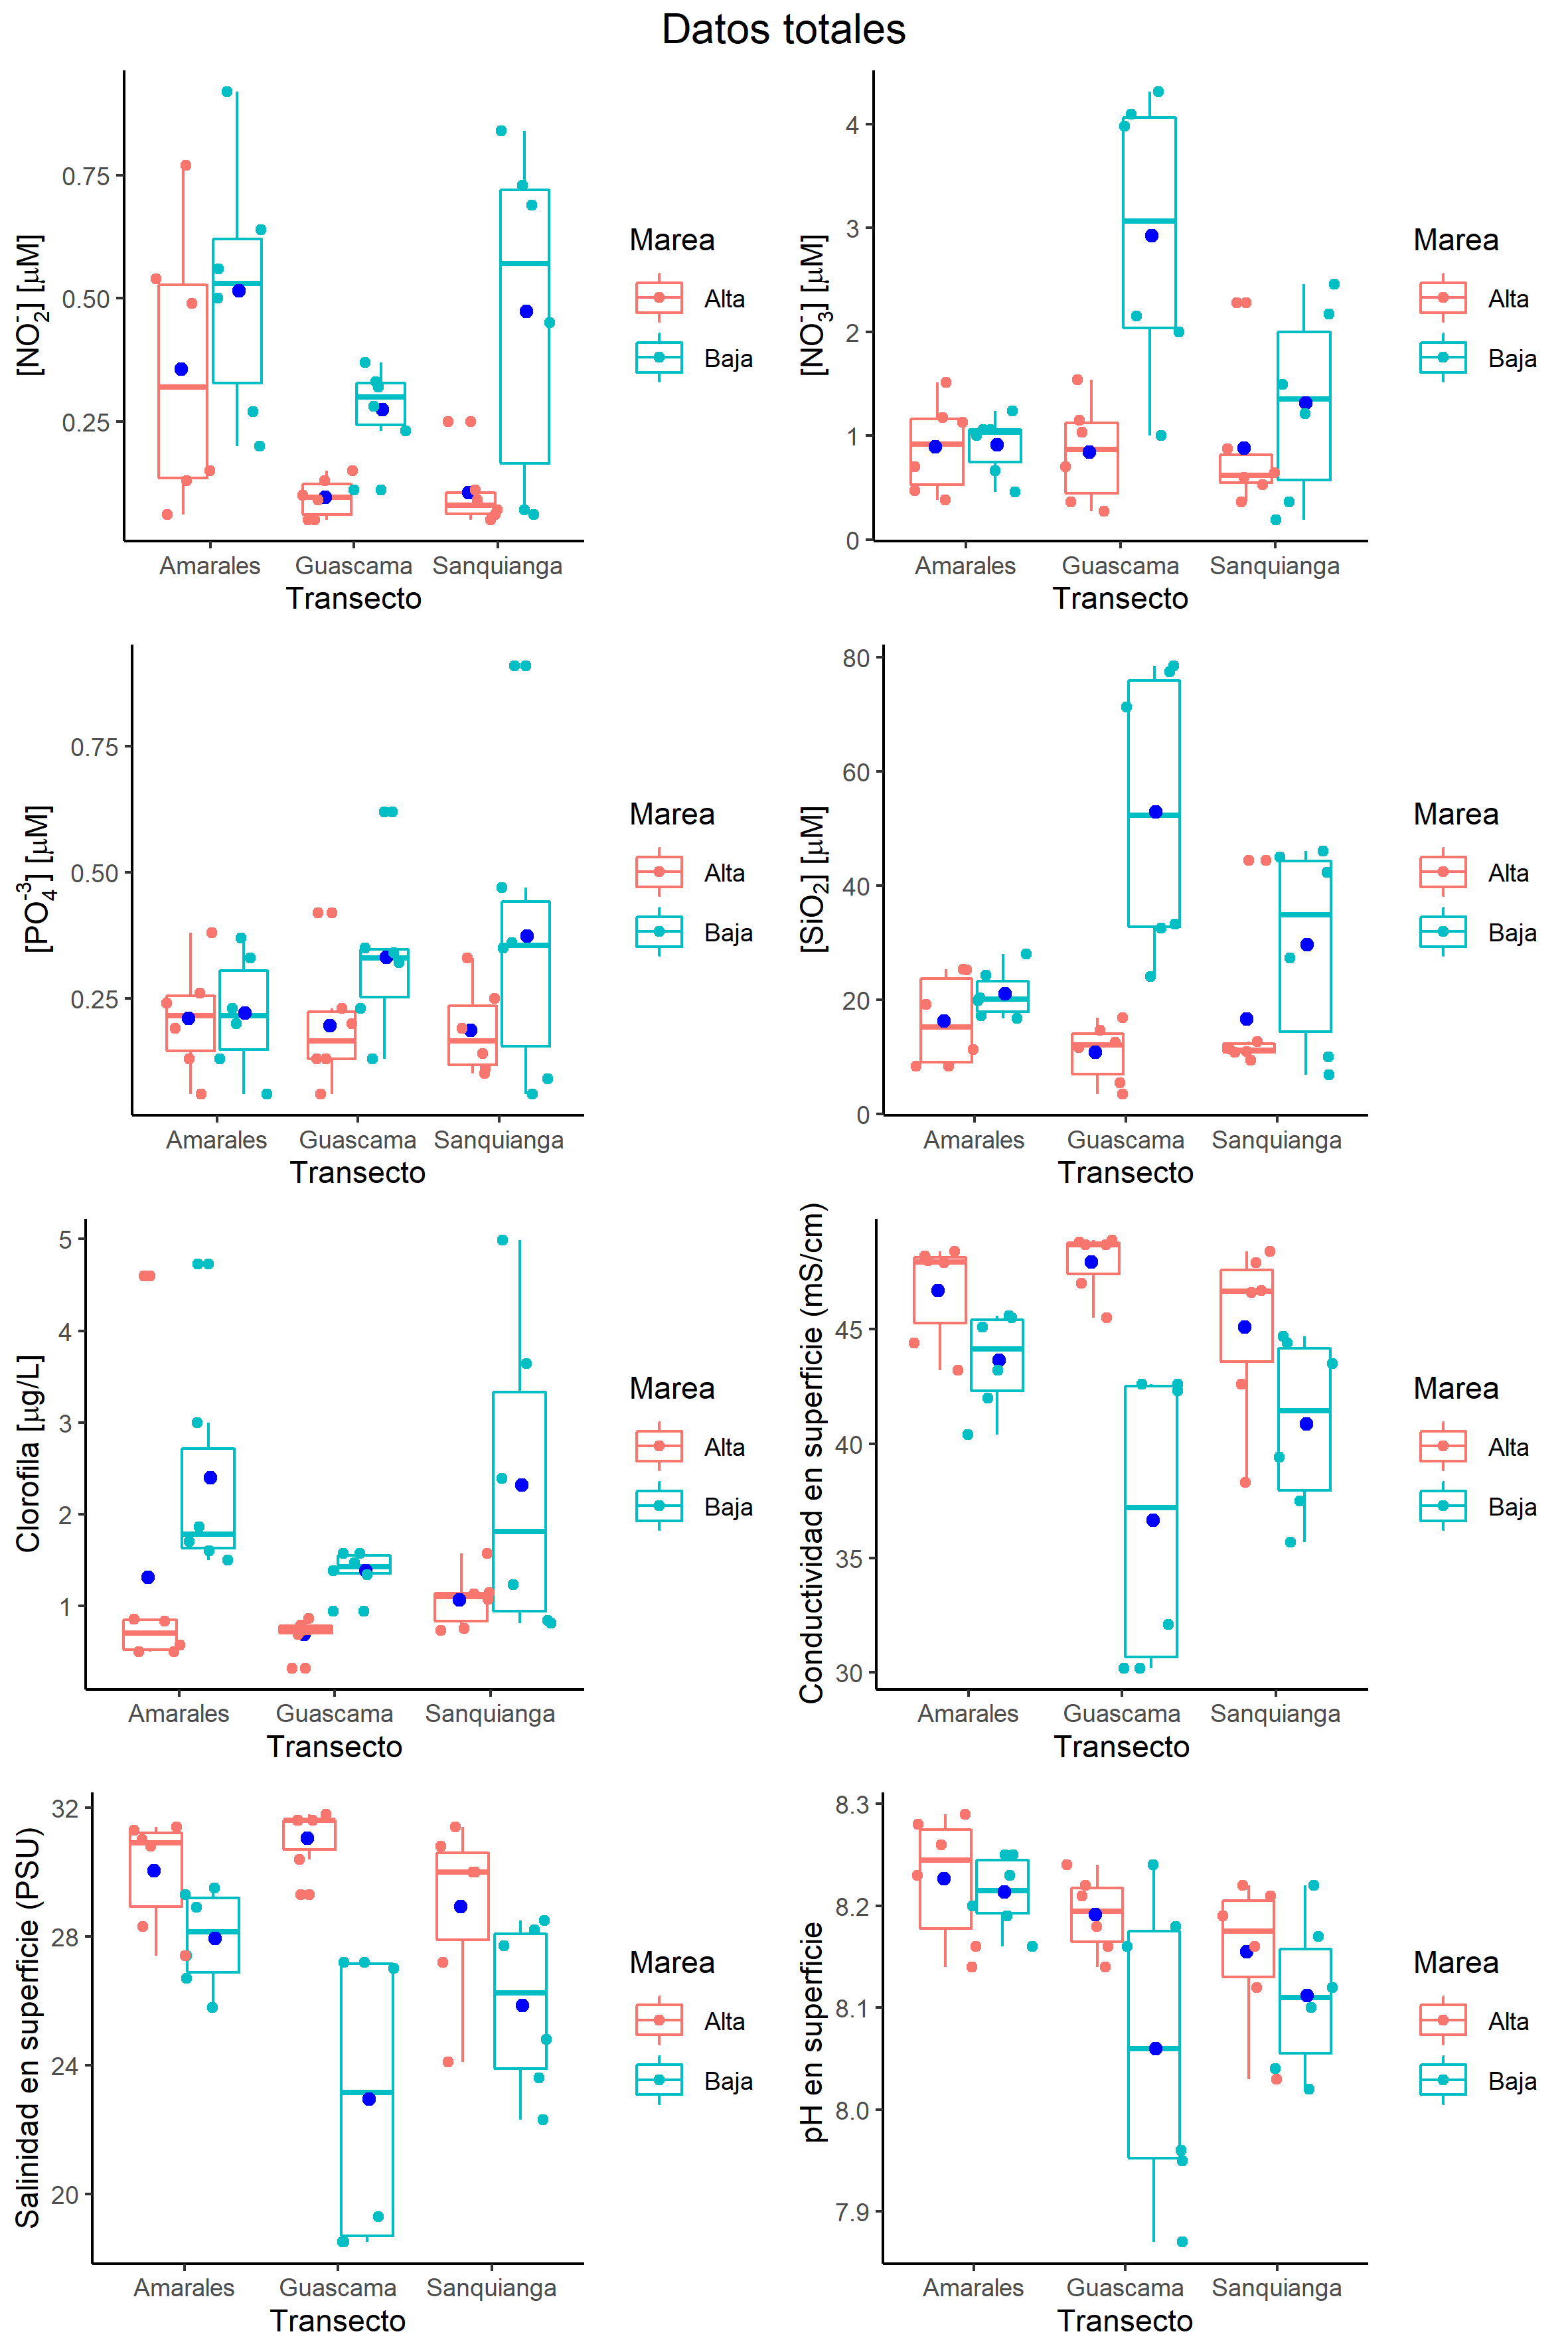 Datos totales
[NO₂⁻] [μM]
0.75
0.50
0.25
Amarales Guascama Sanquianga
Transecto
Marea
Alta
Baja
[NO₃⁻] [μM]
4
3
2
1
0
Amarales Guascama Sanquianga
Transecto
Marea
Alta
Baja
[PO₄⁻³] [μM]
0.75
0.50
0.25
Amarales Guascama Sanquianga
Transecto
Marea
Alta
Baja
[SiO₂] [μM]
80
60
40
20
0
Amarales Guascama Sanquianga
Transecto
Marea
Alta
Baja
Clorofila [μg/L]
5
4
3
2
1
Amarales Guascama Sanquianga
Transecto
Marea
Alta
Baja
Conductividad en superficie (mS/cm)
45
40
35
30
Amarales Guascama Sanquianga
Transecto
Marea
Alta
Baja
Salinidad en superficie (PSU)
32
28
24
20
Amarales Guascama Sanquianga
Transecto
Marea
Alta
Baja
pH en superficie
8.3
8.2
8.1
8.0
7.9
Amarales Guascama Sanquianga
Transecto
Marea
Alta
Baja